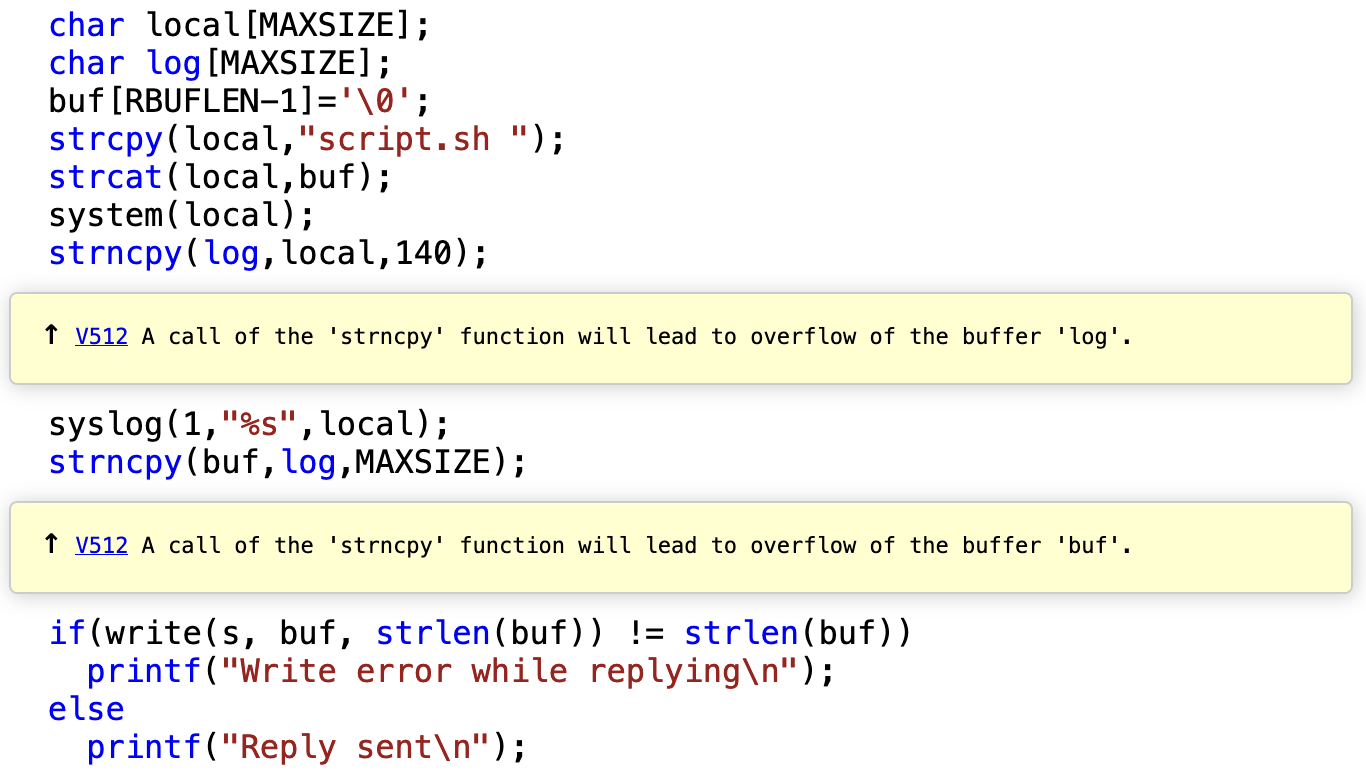 char local[MAXSIZE];
char log[MAXSIZE];
buf[RBUFLEN-1]='\0';
strcpy(local,"script.sh ");
strcat(local,buf);
system(local);
strncpy(log,local,140);
↑ V512 A call of the 'strncpy' function will lead to overflow of the buffer 'log'.
syslog(1,"%s",local);
strncpy(buf,log,MAXSIZE);
↑ V512 A call of the 'strncpy' function will lead to overflow of the buffer 'buf'.
if(write(s, buf, strlen(buf)) != strlen(buf))
  printf("Write error while replying\n");
else
  printf("Reply sent\n");